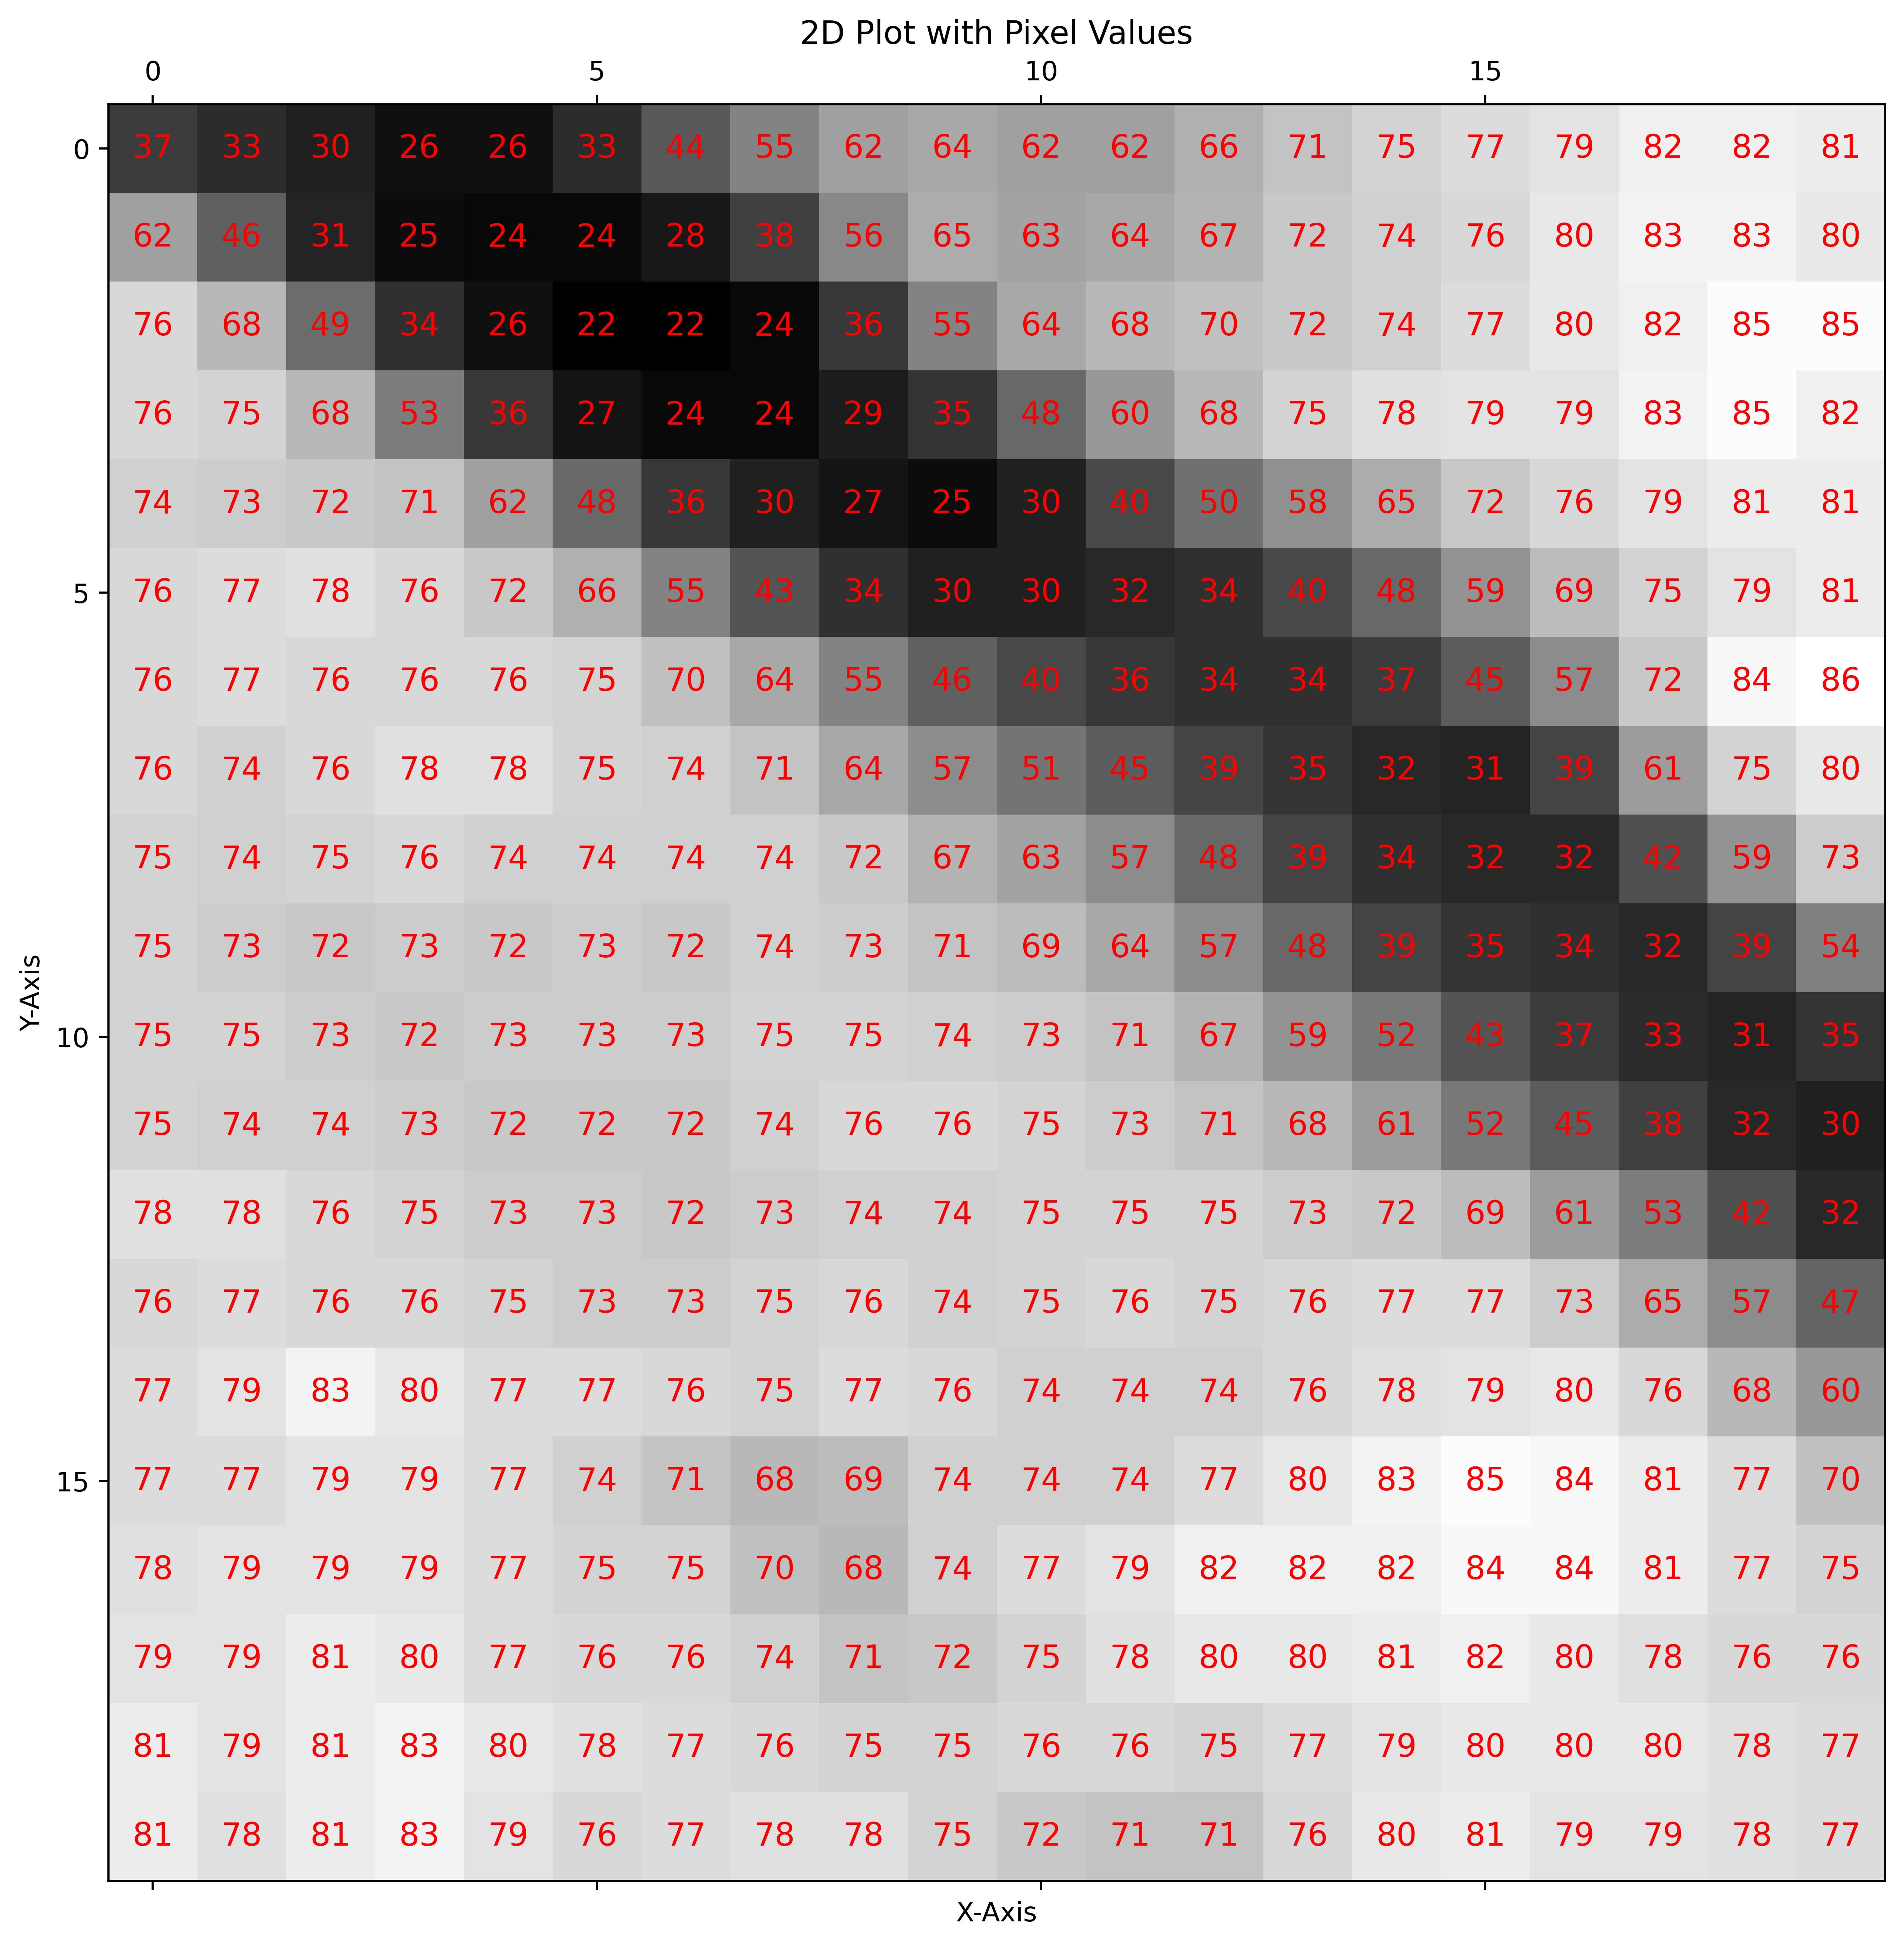 2D Plot with Pixel Values
0 5 10 15
0 37 33 30 26 26 33 44 55 62 64 62 62 66 71 75 77 79 82 82 81
62 46 31 25 24 24 28 38 56 65 63 64 67 72 74 76 80 83 83 80
76 68 49 34 26 22 22 24 36 55 64 68 70 72 74 77 80 82 85 85
76 75 68 53 36 27 24 24 29 35 48 60 68 75 78 79 79 83 85 82
74 73 72 71 62 48 36 30 27 25 30 40 50 58 65 72 76 79 81 81
5 76 77 78 76 72 66 55 43 34 30 30 32 34 40 48 59 69 75 79 81
76 77 76 76 76 75 70 64 55 46 40 36 34 34 37 45 57 72 84 86
76 74 76 78 78 75 74 71 64 57 51 45 39 35 32 31 39 61 75 80
75 74 75 76 74 74 74 74 72 67 63 57 48 39 34 32 32 42 59 73
75 73 72 73 72 73 72 74 73 71 69 64 57 48 39 35 34 32 39 54
10 75 75 73 72 73 73 73 75 75 74 73 71 67 59 52 43 37 33 31 35
75 74 74 73 72 72 72 74 76 76 75 73 71 68 61 52 45 38 32 30
78 78 76 75 73 73 72 73 74 74 75 75 75 73 72 69 61 53 42 32
76 77 76 76 75 73 73 75 76 74 75 76 75 76 77 77 73 65 57 47
77 79 83 80 77 77 76 75 77 76 74 74 74 76 78 79 80 76 68 60
15 77 77 79 79 77 74 71 68 69 74 74 74 77 80 83 85 84 81 77 70
78 79 79 79 77 75 75 70 68 74 77 79 82 82 82 84 84 81 77 75
79 79 81 80 77 76 76 74 71 72 75 78 80 80 81 82 80 78 76 76
81 79 81 83 80 78 77 76 75 75 76 76 75 77 79 80 80 80 78 77
81 78 81 83 79 76 77 78 78 75 72 71 71 76 80 81 79 79 78 77
X-Axis
Y-Axis